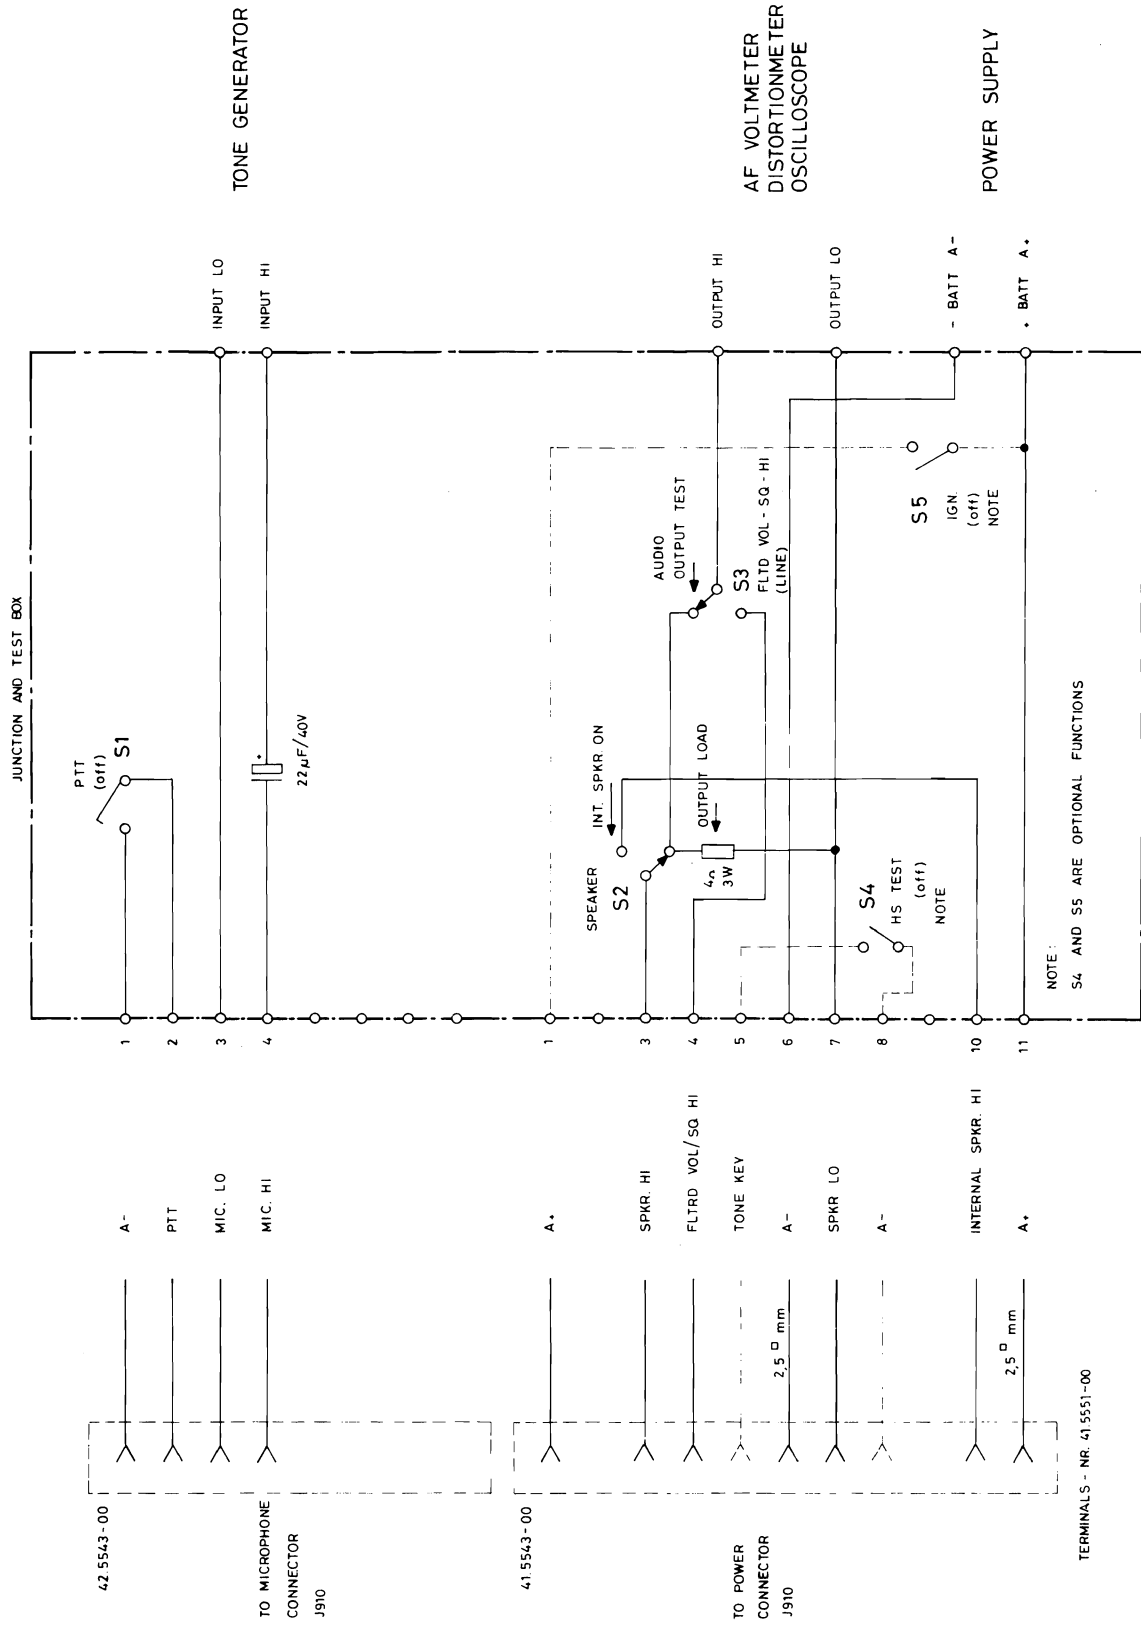 JUNCTION AND TEST BOX
TONE GENERATOR
PTT
(off)
S1
INPUT LO
INPUT HI
22µF/40V
+
42.5543-00
TO MICROPHONE
CONNECTOR
J910
A-
PTT
MIC. LO
MIC. HI
1
2
3
4
AF VOLTMETER
DISTORTIONMETER
OSCILLOSCOPE
OUTPUT HI
OUTPUT LO
POWER SUPPLY
- BATT A-
+ BATT A+
AUDIO
OUTPUT TEST
S3
FLTD VOL-SQ-HI
(LINE)
S5
IGN.
(off)
NOTE
SPEAKER
S2
INT. SPKR. ON
OUTPUT LOAD
4Ω
3W
S4
HS TEST
(off)
NOTE
NOTE:
S4 AND S5 ARE OPTIONAL FUNCTIONS
1
3
4
5
6
7
8
10
11
41.5543-00
TO POWER
CONNECTOR
J910
A+
SPKR. HI
FLTRD VOL/SQ HI
TONE KEY
A-
SPKR LO
A-
INTERNAL SPKR. HI
A+
2,5 □ mm
2,5 □ mm
TERMINALS - NR. 41.5551-00